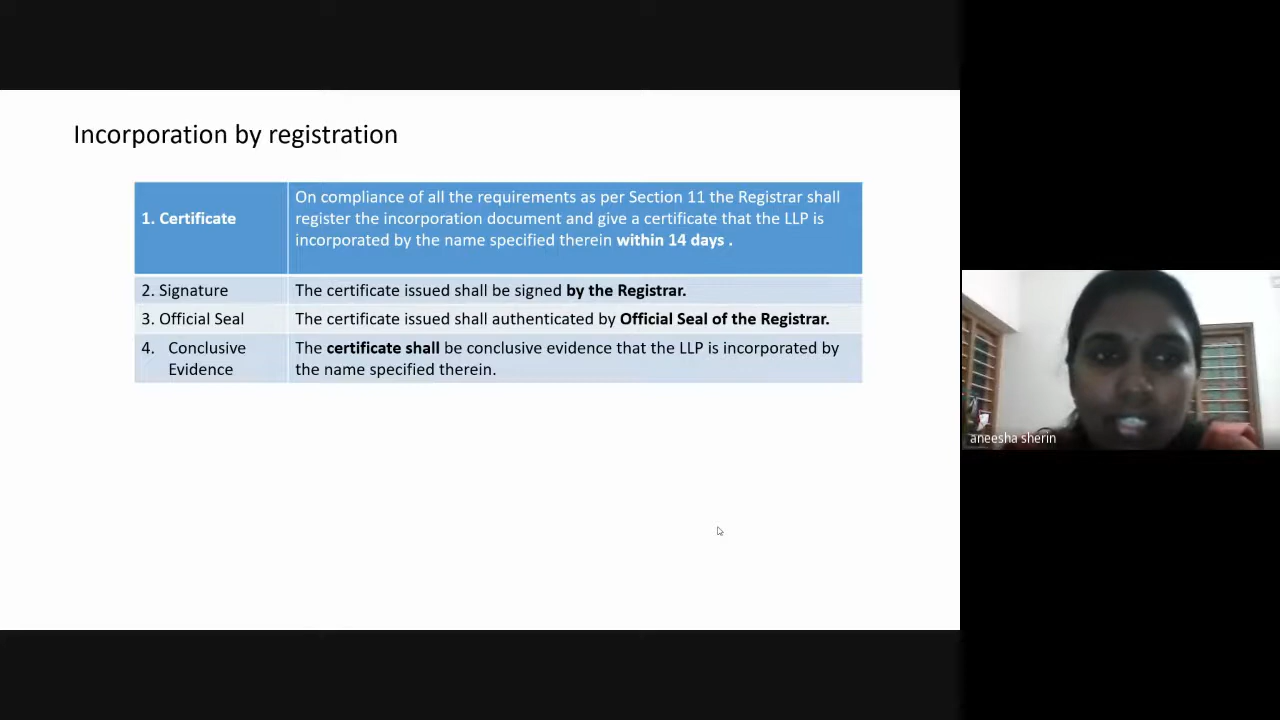 Incorporation by registration
1. Certificate
On compliance of all the requirements as per Section 11 the Registrar shall
register the incorporation document and give a certificate that the LLP is
incorporated by the name specified therein within 14 days .
2. Signature
The certificate issued shall be signed by the Registrar.
3. Official Seal
The certificate issued shall authenticated by Official Seal of the Registrar.
4. Conclusive
Evidence
The certificate shall be conclusive evidence that the LLP is incorporated by
the name specified therein.
aneesha sherin